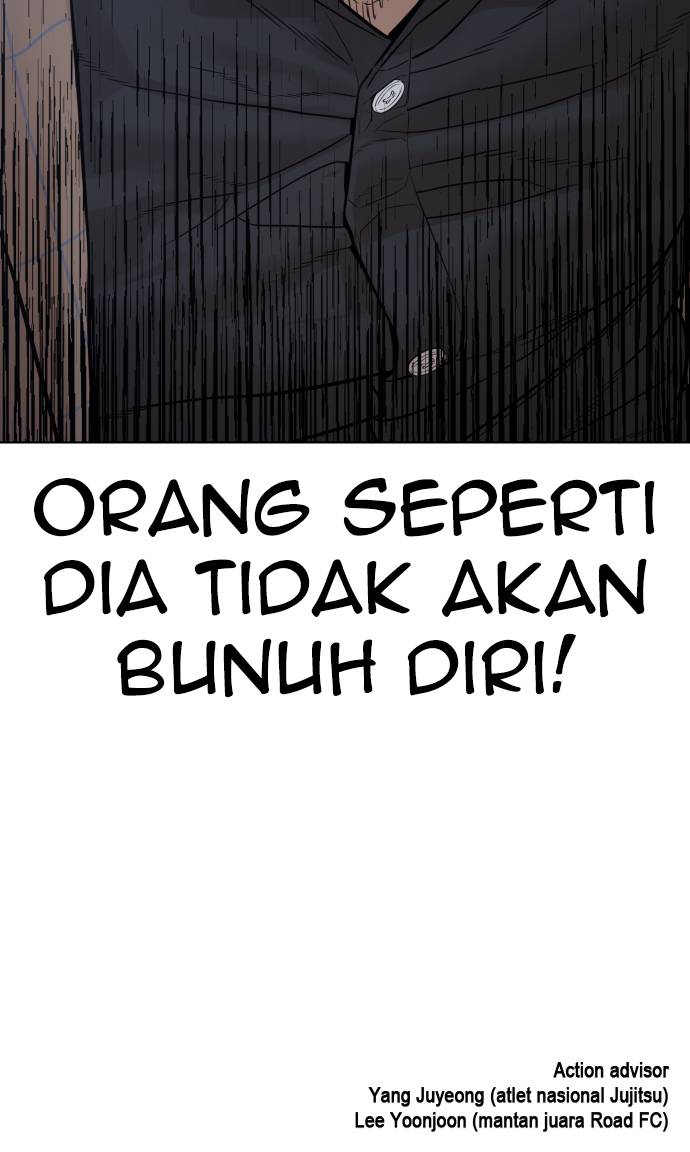 ORANG SEPERTI
DIA TIDAK AKAN
BUNUH DIRI!
Action advisor
Yang Juyeong (atlet nasional Jujitsu)
Lee Yoonjoon (mantan juara Road FC)